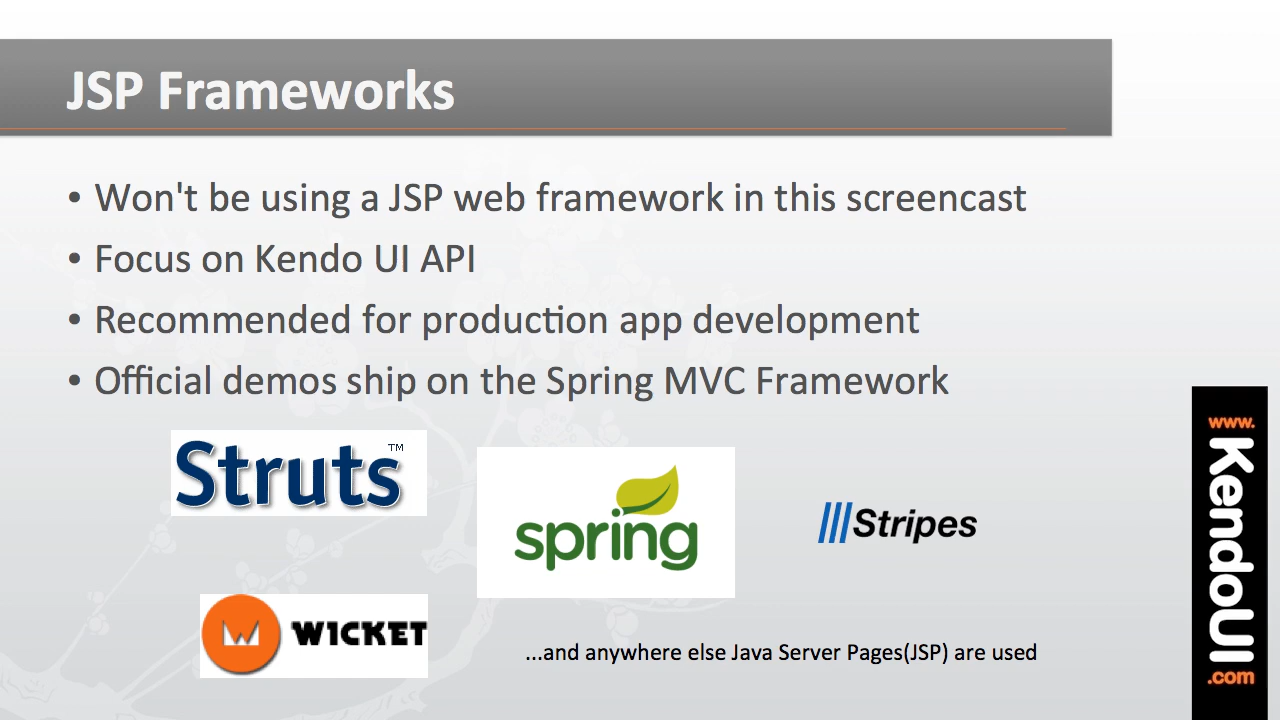 JSP Frameworks
• Won't be using a JSP web framework in this screencast
• Focus on Kendo UI API
• Recommended for production app development
• Official demos ship on the Spring MVC Framework
Struts™
spring
Stripes
WICKET
...and anywhere else Java Server Pages(JSP) are used
www.
KendoUI
.com